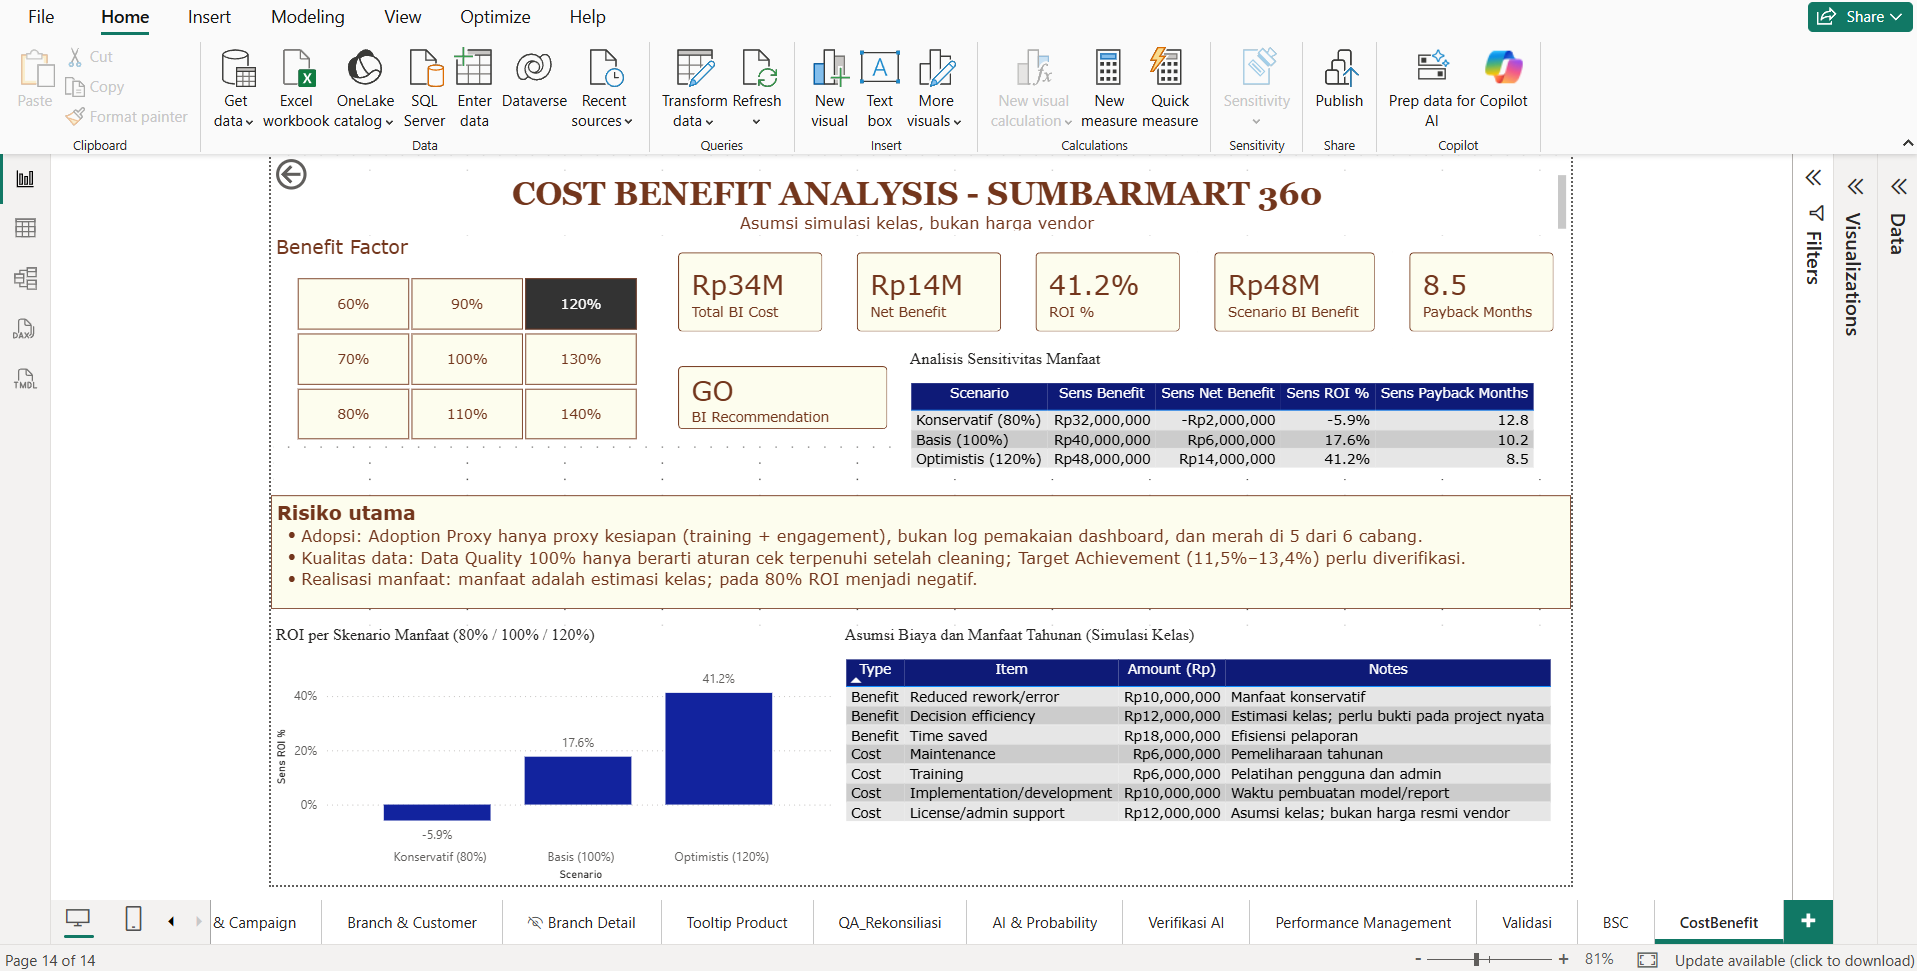 File Home Insert Modeling View Optimize Help
Share
Paste
Cut
Copy
Format painter
Clipboard
Get data
Excel workbook
OneLake catalog
SQL Server
Enter data
Dataverse
Recent sources
Data
Transform data
Refresh
Queries
New visual
Text box
More visuals
Insert
New visual calculation
New measure
Quick measure
Calculations
Sensitivity
Sensitivity
Publish
Share
Prep data for AI
Copilot
Copilot
DAX
TMDL
COST BENEFIT ANALYSIS - SUMBARMART 360
Asumsi simulasi kelas, bukan harga vendor
Benefit Factor
60% 90% 120%
70% 100% 130%
80% 110% 140%
Rp34M
Total BI Cost
Rp14M
Net Benefit
41.2%
ROI %
Rp48M
Scenario BI Benefit
8.5
Payback Months
GO
BI Recommendation
Analisis Sensitivitas Manfaat
Scenario Sens Benefit Sens Net Benefit Sens ROI % Sens Payback Months
Konservatif (80%) Rp32,000,000 -Rp2,000,000 -5.9% 12.8
Basis (100%) Rp40,000,000 Rp6,000,000 17.6% 10.2
Optimistis (120%) Rp48,000,000 Rp14,000,000 41.2% 8.5
Risiko utama
• Adopsi: Adoption Proxy hanya proxy kesiapan (training + engagement), bukan log pemakaian dashboard, dan merah di 5 dari 6 cabang.
• Kualitas data: Data Quality 100% hanya berarti aturan cek terpenuhi setelah cleaning; Target Achievement (11,5%–13,4%) perlu diverifikasi.
• Realisasi manfaat: manfaat adalah estimasi kelas; pada 80% ROI menjadi negatif.
ROI per Skenario Manfaat (80% / 100% / 120%)
Sens ROI %
40%
20%
0%
-5.9%
17.6%
41.2%
Konservatif (80%) Basis (100%) Optimistis (120%)
Scenario
Asumsi Biaya dan Manfaat Tahunan (Simulasi Kelas)
Type Item Amount (Rp) Notes
Benefit Reduced rework/error Rp10,000,000 Manfaat konservatif
Benefit Decision efficiency Rp12,000,000 Estimasi kelas; perlu bukti pada project nyata
Benefit Time saved Rp18,000,000 Efisiensi pelaporan
Cost Maintenance Rp6,000,000 Pemeliharaan tahunan
Cost Training Rp6,000,000 Pelatihan pengguna dan admin
Cost Implementation/development Rp10,000,000 Waktu pembuatan model/report
Cost License/admin support Rp12,000,000 Asumsi kelas; bukan harga resmi vendor
Filters
Visualizations
Data
& Campaign Branch & Customer Branch Detail Tooltip Product QA_Rekonsiliasi AI & Probability Verifikasi AI Performance Management Validasi BSC CostBenefit +
Page 14 of 14
- + 81% Update available (click to download)